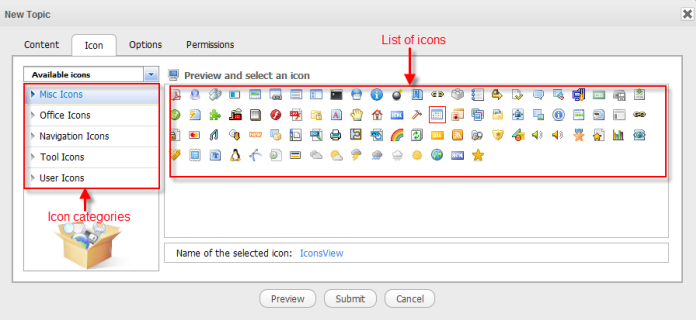 New Topic
Content Icon Options Permissions
List of icons
Available icons
Preview and select an icon
Misc Icons
Office Icons
Navigation Icons
Tool Icons
User Icons
Icon categories
Name of the selected icon: IconsView
Preview Submit Cancel